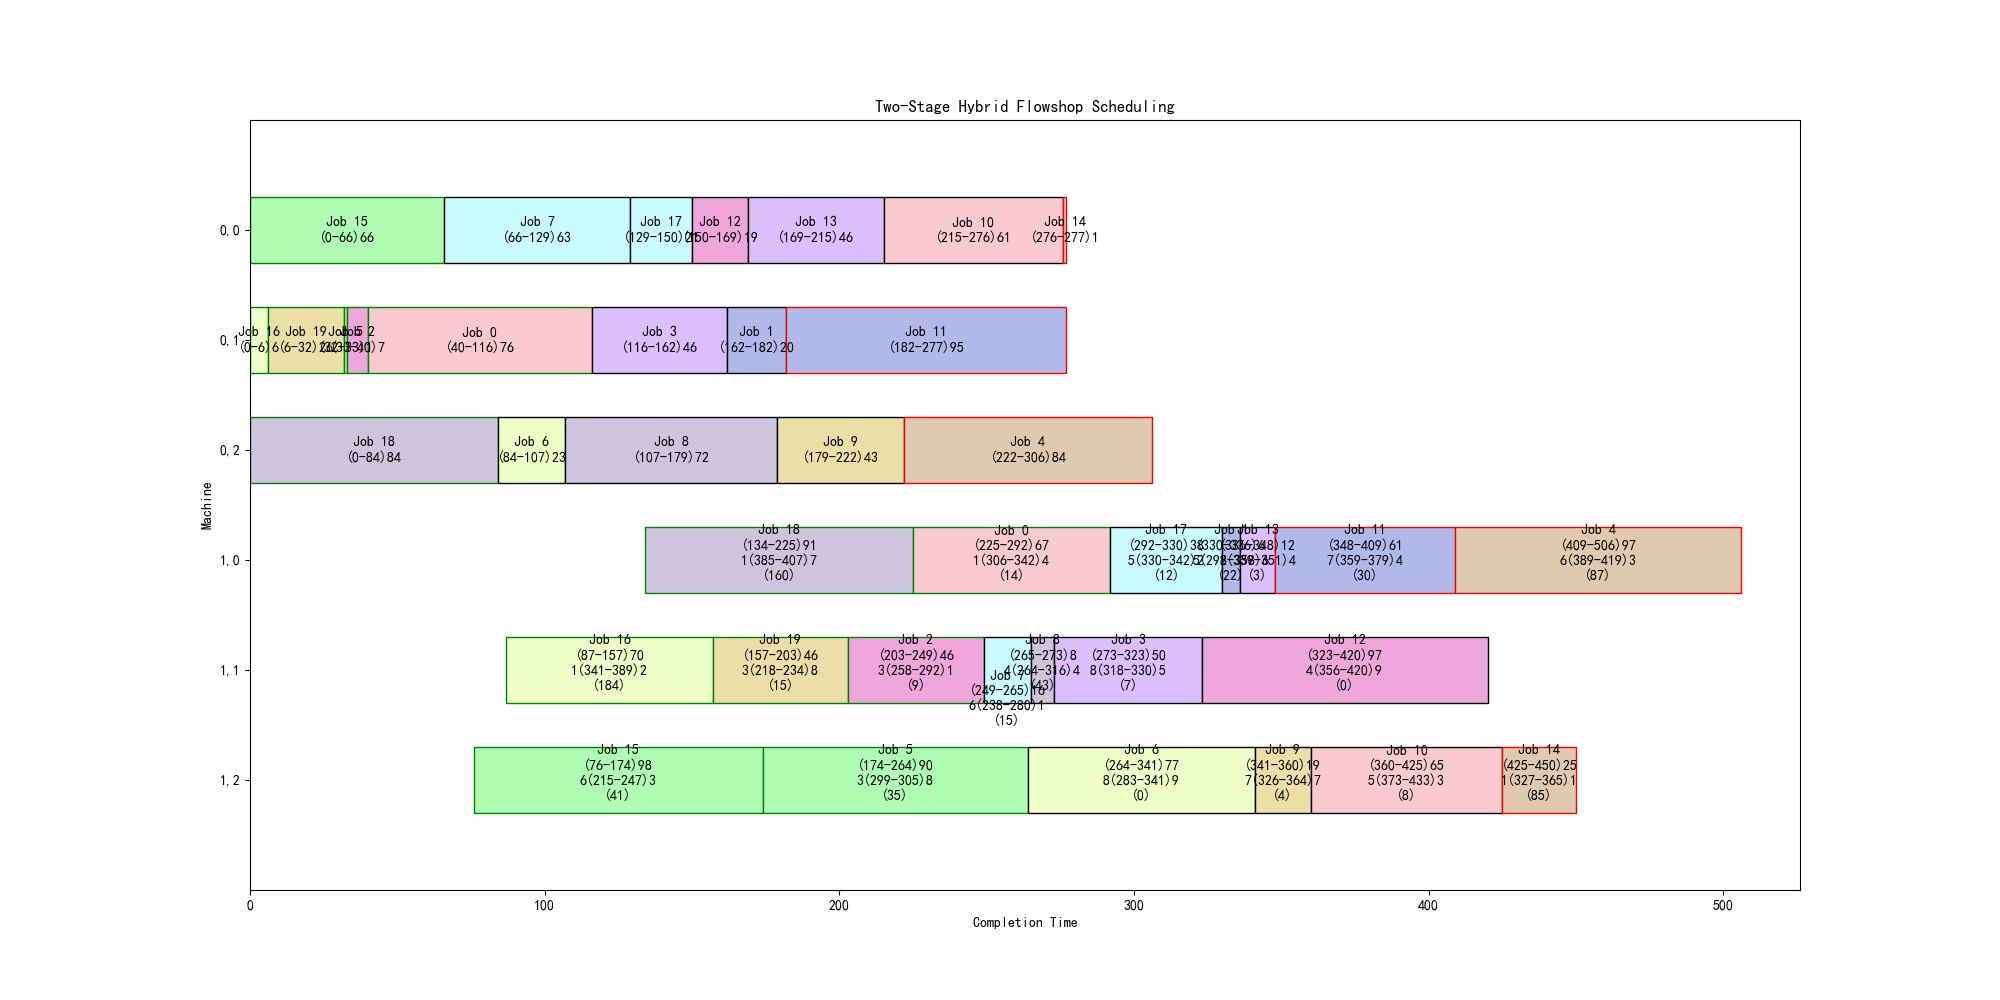 Two-Stage Hybrid Flowshop Scheduling
0,0
Job 15
(0-66)66
Job 7
(66-129)63
Job 17
(129-150)21
Job 12
(150-169)19
Job 13
(169-215)46
Job 10
(215-276)61
Job 14
(276-277)1
0,1
Job 16
(0-6)6
Job 19
(6-32)26
Job 5
Job 2
Job 0
(40-116)76
Job 3
(116-162)46
Job 1
(162-182)20
Job 11
(182-277)95
0,2
Job 18
(0-84)84
Job 6
(84-107)23
Job 8
(107-179)72
Job 9
(179-222)43
Job 4
(222-306)84
Machine
1,0
Job 18
(134-225)91
1(385-407)7
(160)
Job 0
(225-292)67
1(306-342)4
(14)
Job 17
(292-330)38
5(330-342)2
(12)
Job 1
(330-336)6
(22)
Job 13
(336-348)12
(3)
Job 11
(348-409)61
7(359-379)4
(30)
Job 4
(409-506)97
6(389-419)3
(87)
1,1
Job 16
(87-157)70
1(341-389)2
(184)
Job 19
(157-203)46
3(218-234)8
(15)
Job 2
(203-249)46
3(258-292)1
(9)
Job 7
(249-265)16
6(238-280)1
(15)
Job 8
(265-273)8
4(264-316)4
(43)
Job 3
(273-323)50
8(318-330)5
(7)
Job 12
(323-420)97
4(356-420)9
(0)
1,2
Job 15
(76-174)98
6(215-247)3
(41)
Job 5
(174-264)90
3(299-305)8
(35)
Job 6
(264-341)77
8(283-341)9
(0)
Job 9
(341-360)19
7(326-364)7
(4)
Job 10
(360-425)65
5(373-433)3
(8)
Job 14
(425-450)25
1(327-365)1
(85)
0
100
200
300
400
500
Completion Time